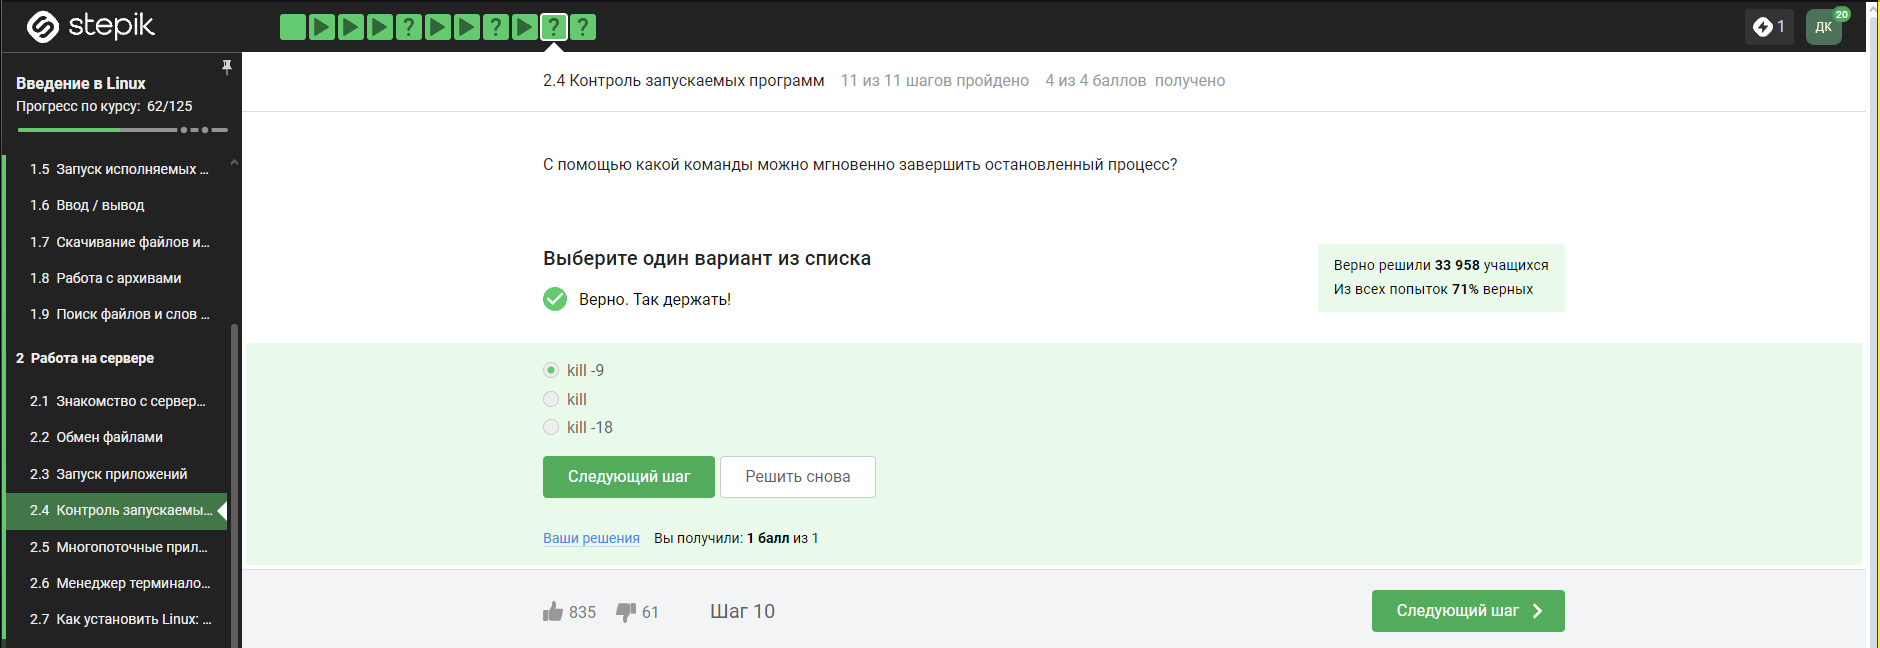 stepik
? ? ? ?
1
ДК
20
Введение в Linux
Прогресс по курсу: 62/125
1.5 Запуск исполняемых ...
1.6 Ввод / вывод
1.7 Скачивание файлов и...
1.8 Работа с архивами
1.9 Поиск файлов и слов ...
2 Работа на сервере
2.1 Знакомство с сервер...
2.2 Обмен файлами
2.3 Запуск приложений
2.4 Контроль запускаемы...
2.5 Многопоточные прил...
2.6 Менеджер терминало...
2.7 Как установить Linux: ...
2.4 Контроль запускаемых программ 11 из 11 шагов пройдено 4 из 4 баллов получено
С помощью какой команды можно мгновенно завершить остановленный процесс?
Выберите один вариант из списка
Верно. Так держать!
Верно решили 33 958 учащихся
Из всех попыток 71% верных
kill -9
kill
kill -18
Следующий шаг
Решить снова
Ваши решения Вы получили: 1 балл из 1
835 61 Шаг 10
Следующий шаг